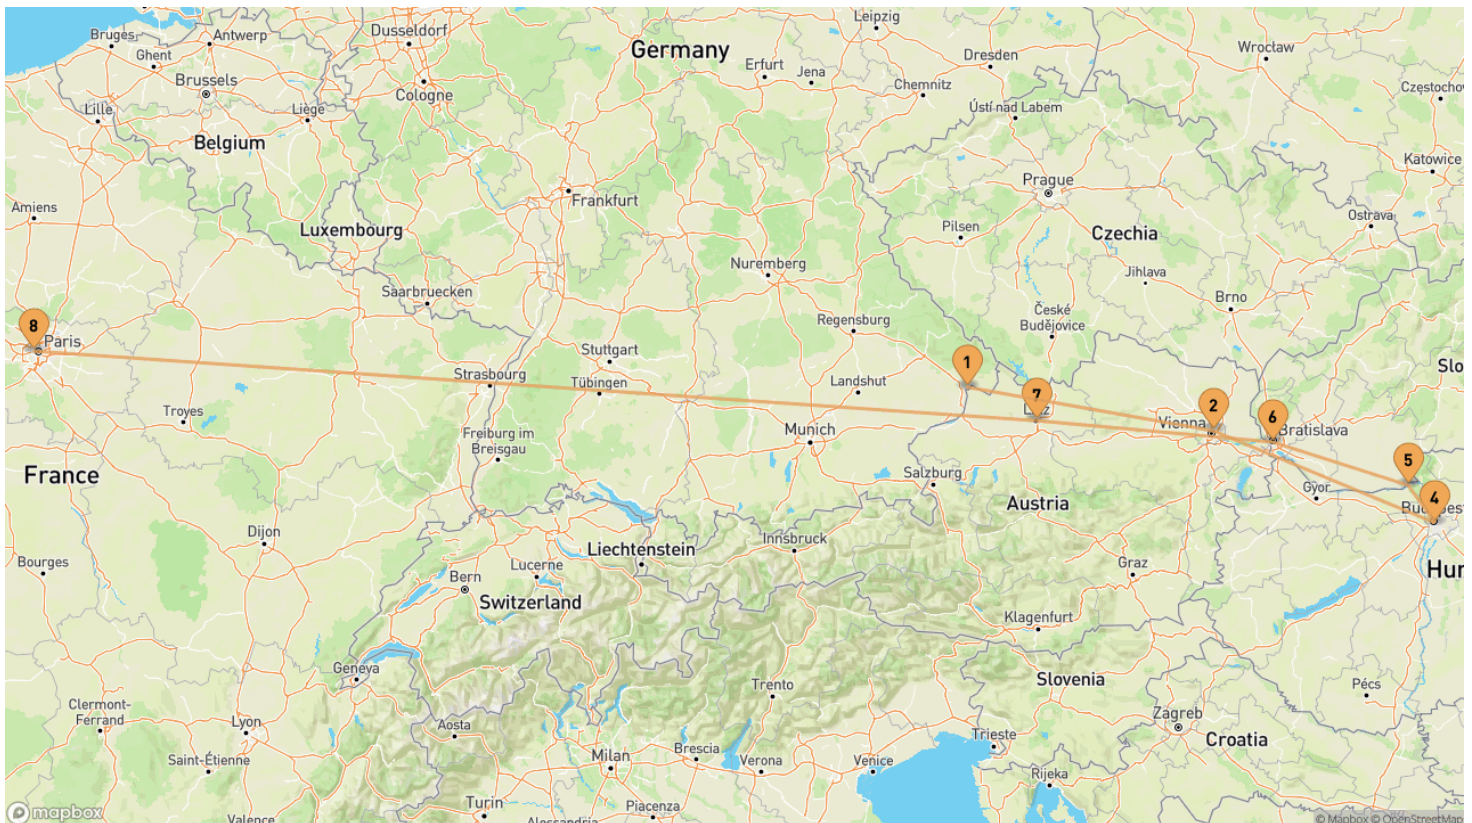 Bruges
Antwerp
Dusseldorf
Germany
Leipzig
Ghent
Erfurt
Jena
Dresden
Wrocław
Brussels
Cologne
Chemnitz
Częstochow
Lille
Liège
Ústí nad Labem
Belgium
Katowice
Frankfurt
Prague
Amiens
Luxembourg
Pilsen
Czechia
Ostrava
Nuremberg
Jihlava
Saarbruecken
Brno
8
Paris
Regensburg
České
Budějovice
Stuttgart
1
Slo
Strasbourg
Tübingen
Landshut
7
Troyes
Vienna
2
6
Bratislava
Munich
Freiburg im
Breisgau
5
France
Salzburg
Gyor
4
Austria
Dijon
Innsbruck
Liechtenstein
Bourges
Bern
Lucerne
Graz
Hur
Switzerland
Klagenfurt
Geneva
Trento
Slovenia
Pécs
Clermont-
Ferrand
Lyon
Aosta
Zagreb
Trieste
Croatia
Saint-Étienne
Milan
Brescia
Verona
Venice
Rijeka
Turin
Piacenza
mapbox
Valence
Alessandria
© Mapbox © OpenStreetMap